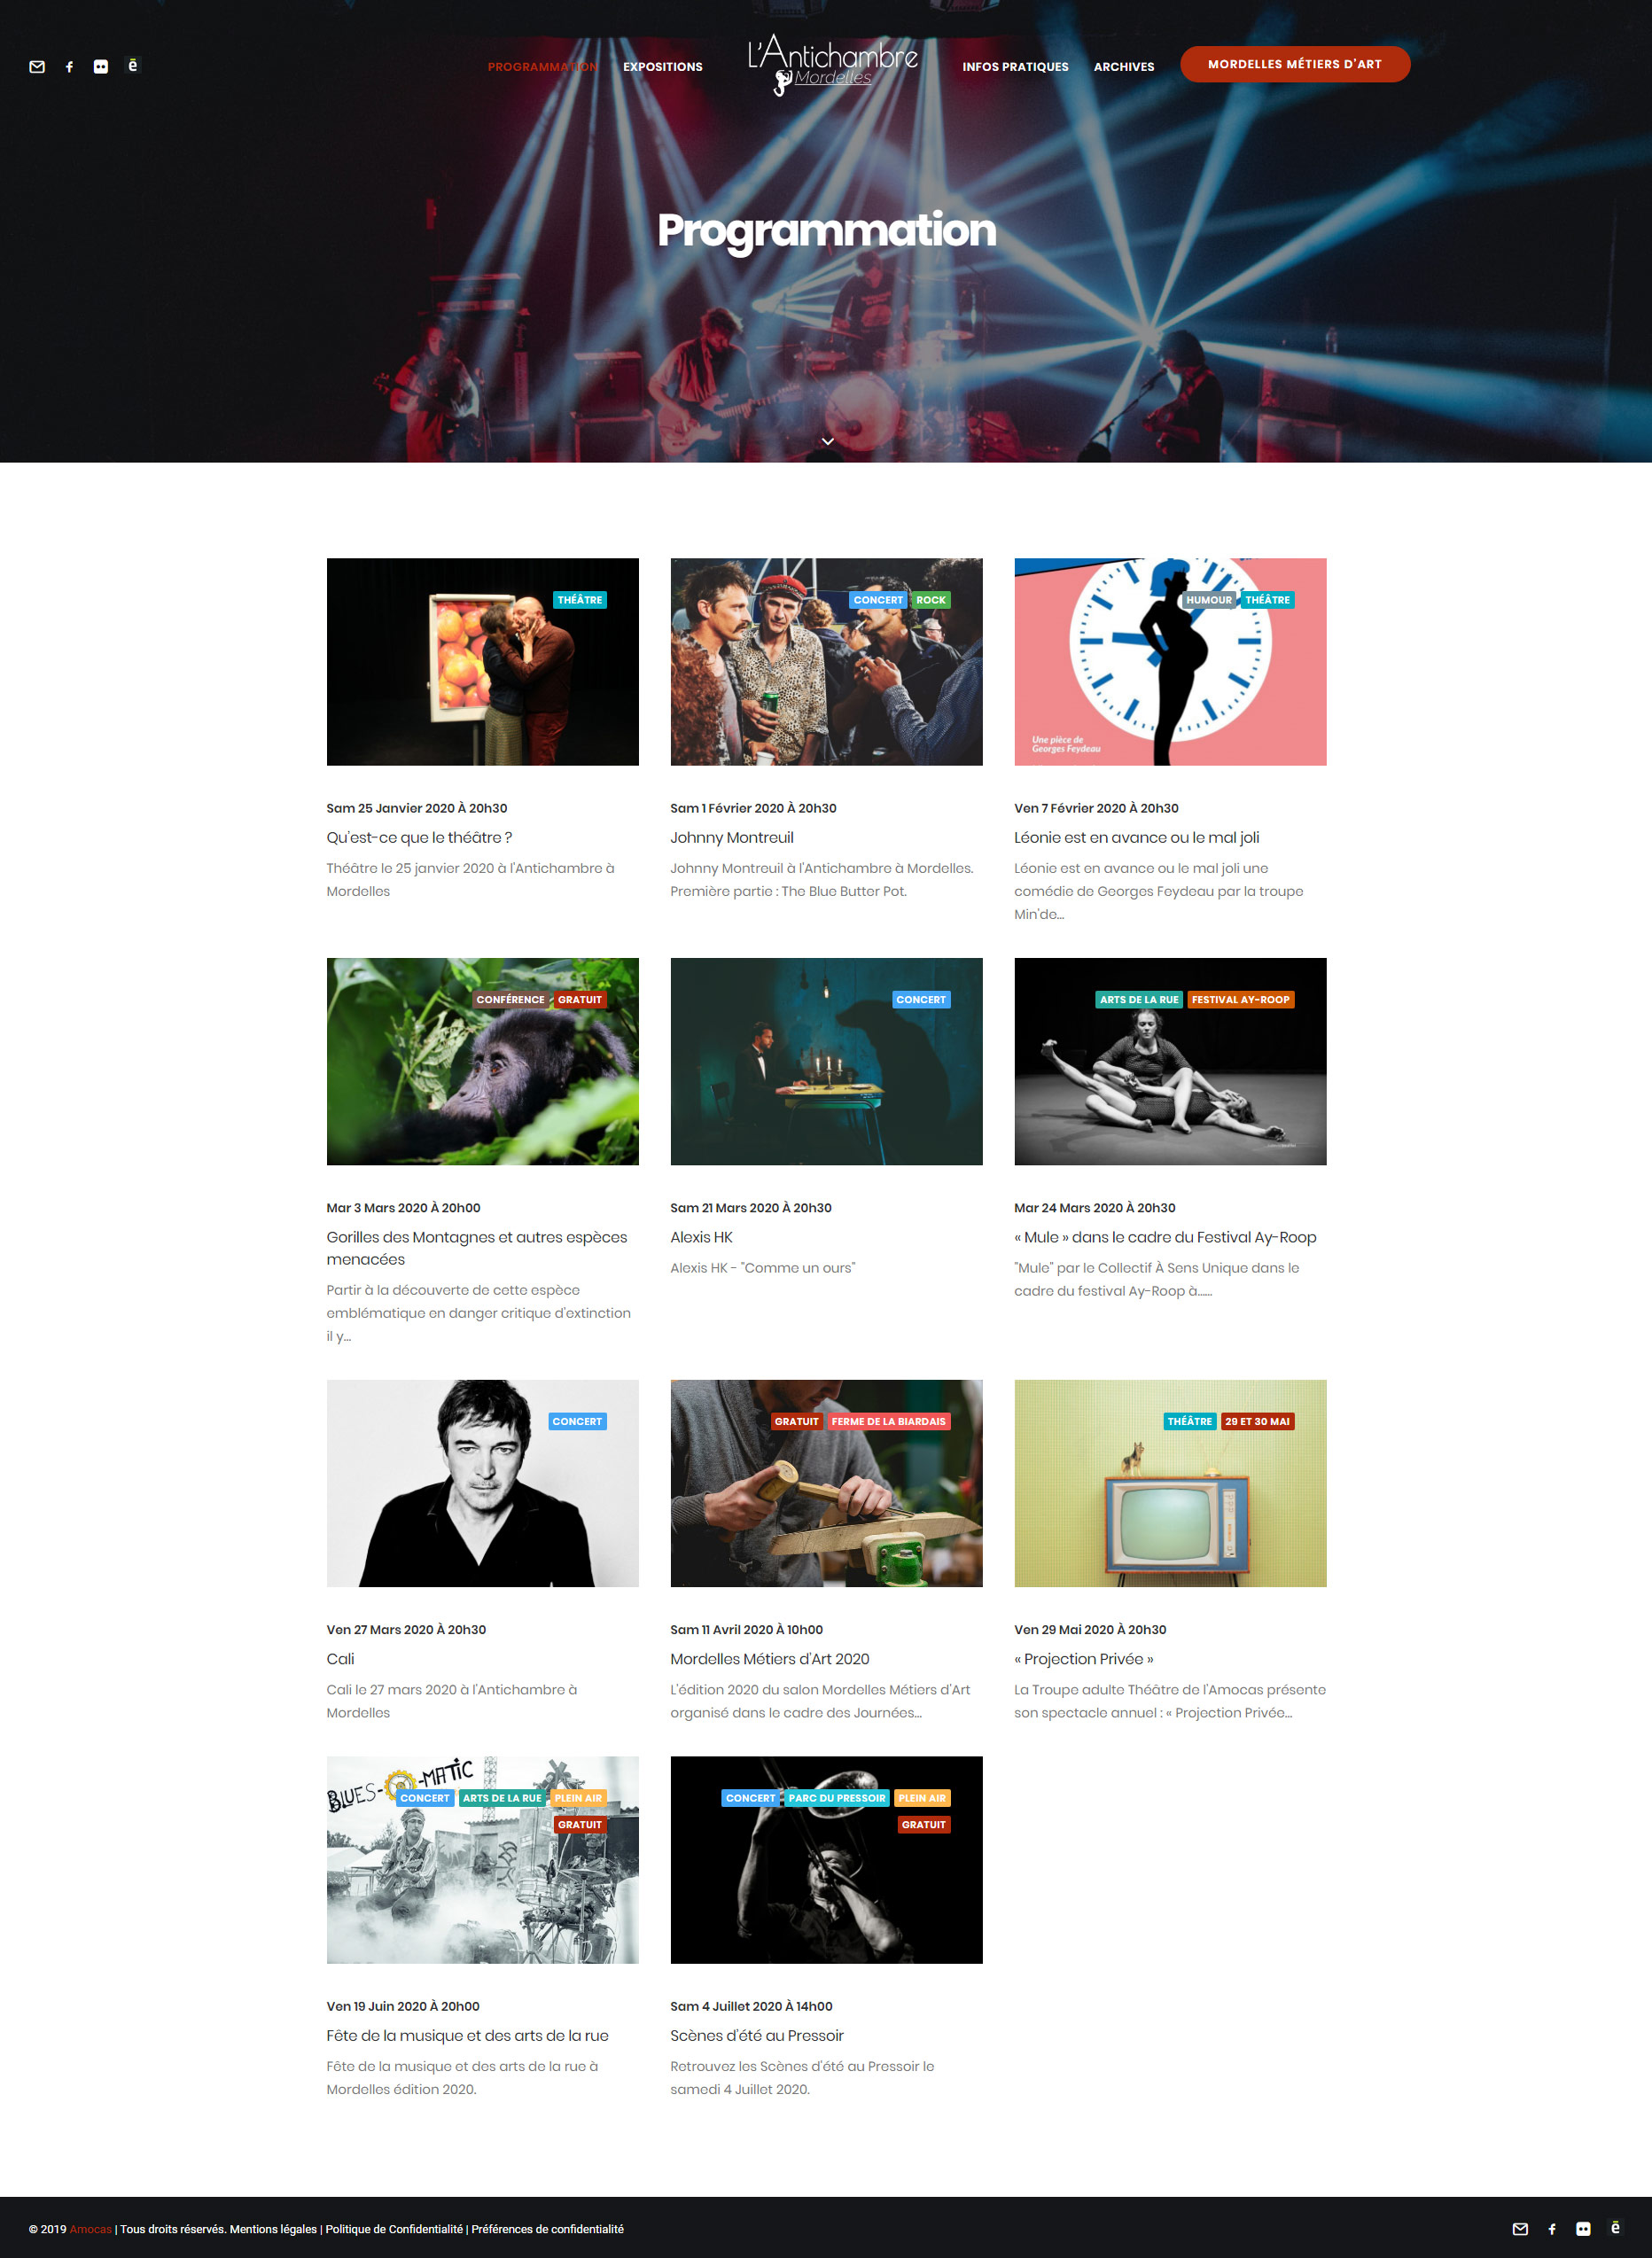 PROGRAMMATION
EXPOSITIONS
L'Antichambre
Mordelles
INFOS PRATIQUES
ARCHIVES
MORDELLES MÉTIERS D'ART
Programmation
THÉÂTRE
CONCERT ROCK
HUMOUR THÉÂTRE
Une pièce de
Georges Feydeau
Sam 25 Janvier 2020 À 20h30
Qu'est-ce que le théâtre ?
Théâtre le 25 janvier 2020 à l'Antichambre à
Mordelles
Sam 1 Février 2020 À 20h30
Johnny Montreuil
Johnny Montreuil à l'Antichambre à Mordelles.
Première partie : The Blue Butter Pot.
Ven 7 Février 2020 À 20h30
Léonie est en avance ou le mal joli
Léonie est en avance ou le mal joli une
comédie de Georges Feydeau par la troupe
Min'de...
CONFÉRENCE GRATUIT
CONCERT
ARTS DE LA RUE FESTIVAL AY-ROOP
Mar 3 Mars 2020 À 20h00
Gorilles des Montagnes et autres espèces
menacées
Partir à la découverte de cette espèce
emblématique en danger critique d'extinction
il y...
Sam 21 Mars 2020 À 20h30
Alexis HK
Alexis HK - "Comme un ours"
Mar 24 Mars 2020 À 20h30
« Mule » dans le cadre du Festival Ay-Roop
"Mule" par le Collectif À Sens Unique dans le
cadre du festival Ay-Roop à......
CONCERT
GRATUIT FERME DE LA BIARDAIS
THÉÂTRE 29 ET 30 MAI
Ven 27 Mars 2020 À 20h30
Cali
Cali le 27 mars 2020 à l'Antichambre à
Mordelles
Sam 11 Avril 2020 À 10h00
Mordelles Métiers d'Art 2020
L'édition 2020 du salon Mordelles Métiers d'Art
organisé dans le cadre des Journées...
Ven 29 Mai 2020 À 20h30
« Projection Privée »
La Troupe adulte Théâtre de l'Amocas présente
son spectacle annuel : « Projection Privée...
BLUES-O-MATIC
CONCERT ARTS DE LA RUE PLEIN AIR
GRATUIT
CONCERT PARC DU PRESSOIR PLEIN AIR
GRATUIT
Ven 19 Juin 2020 À 20h00
Fête de la musique et des arts de la rue
Fête de la musique et des arts de la rue à
Mordelles édition 2020.
Sam 4 Juillet 2020 À 14h00
Scènes d'été au Pressoir
Retrouvez les Scènes d'été au Pressoir le
samedi 4 Juillet 2020.
© 2019 Amocas | Tous droits réservés. Mentions légales | Politique de Confidentialité | Préférences de confidentialité